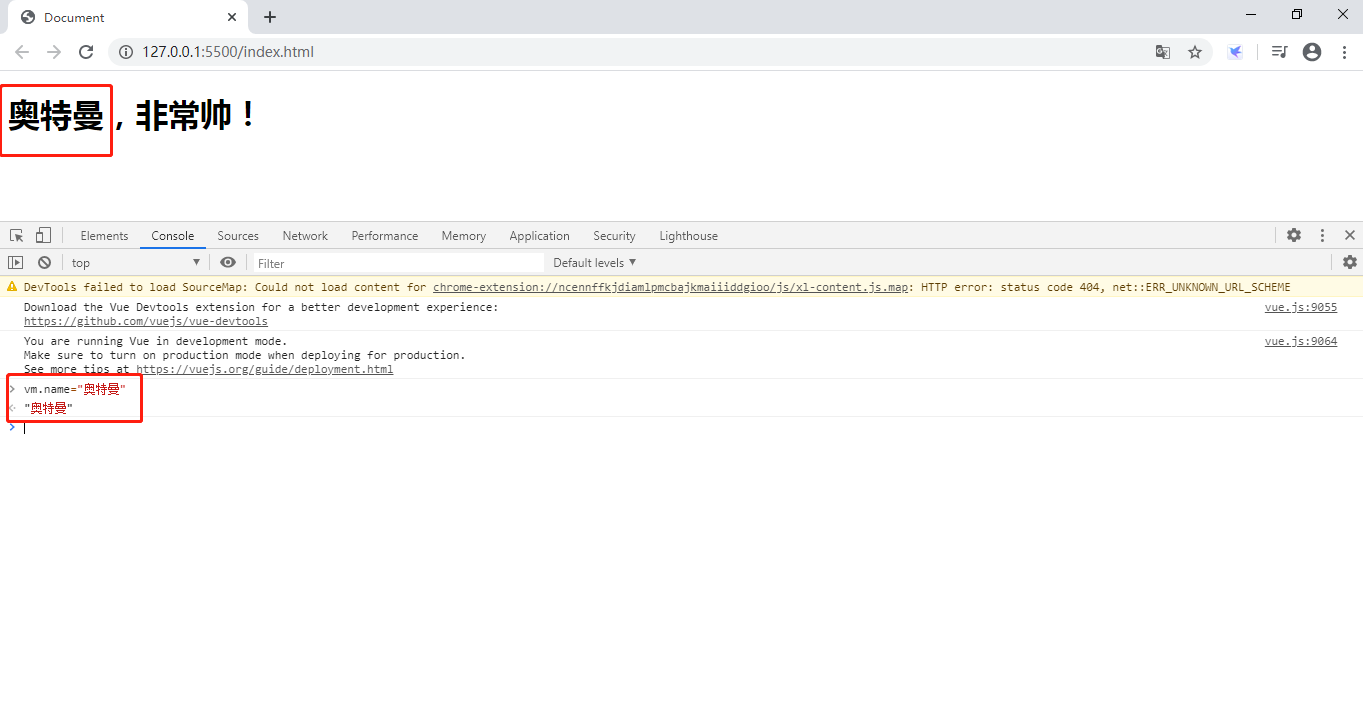 Document
127.0.0.1:5500/index.html
奥特曼，非常帅！
Elements Console Sources Network Performance Memory Application Security Lighthouse
top Filter Default levels
DevTools failed to load SourceMap: Could not load content for chrome-extension://ncennffkjdiamlpmcbajkmaiiiddgioo/js/xl-content.js.map: HTTP error: status code 404, net::ERR_UNKNOWN_URL_SCHEME
Download the Vue Devtools extension for a better development experience: vue.js:9055
https://github.com/vuejs/vue-devtools
You are running Vue in development mode. vue.js:9064
Make sure to turn on production mode when deploying for production.
See more tips at https://vuejs.org/guide/deployment.html
> vm.name="奥特曼"
"奥特曼"
>